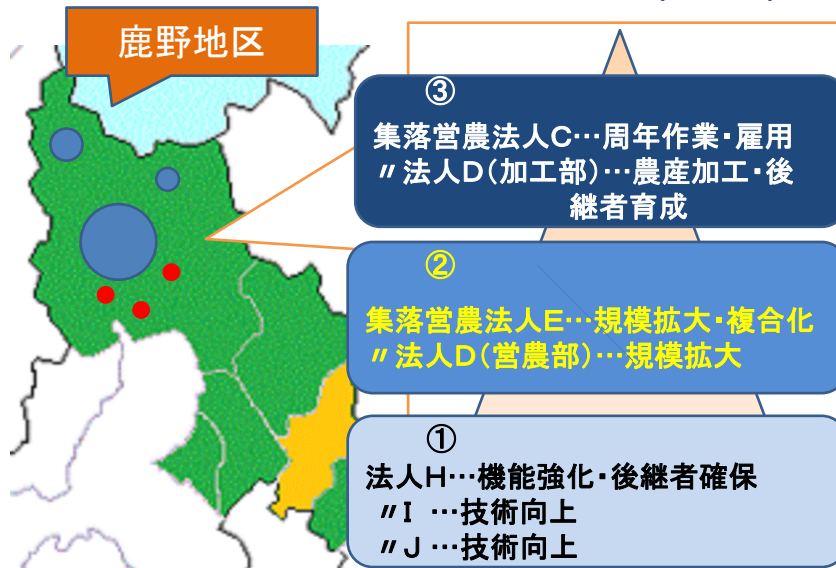 鹿野地区
③
集落営農法人C…周年作業・雇用
〃法人D(加工部)…農産加工・後
継者育成
②
集落営農法人E…規模拡大・複合化
〃法人D(営農部)…規模拡大
①
法人H…機能強化・後継者確保
〃I …技術向上
〃J …技術向上